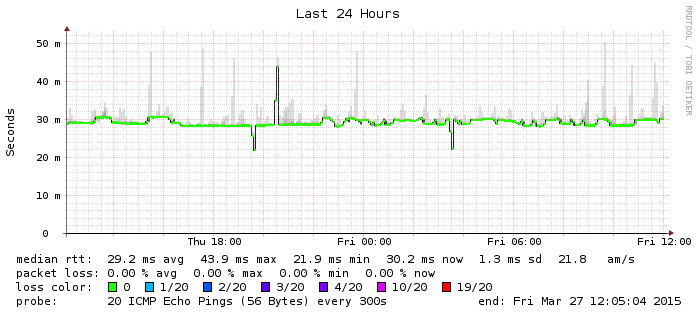 Last 24 Hours
RRDTOOL / TOBI OETIKER
Seconds
50 m
40 m
30 m
20 m
10 m
0
Thu 18:00 Fri 00:00 Fri 06:00 Fri 12:00
median rtt: 29.2 ms avg 43.9 ms max 21.9 ms min 30.2 ms now 1.3 ms sd 21.8 am/s
packet loss: 0.00 % avg 0.00 % max 0.00 % min 0.00 % now
loss color: 0 1/20 2/20 3/20 4/20 10/20 19/20
probe: 20 ICMP Echo Pings (56 Bytes) every 300s end: Fri Mar 27 12:05:04 2015